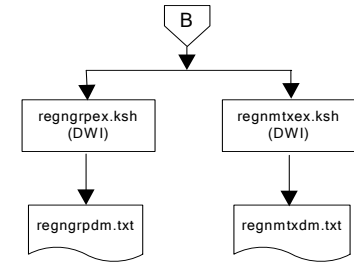 B
regngrpex.ksh
(DWI)
regnmtxex.ksh
(DWI)
regngrpdm.txt
regnmtxdm.txt